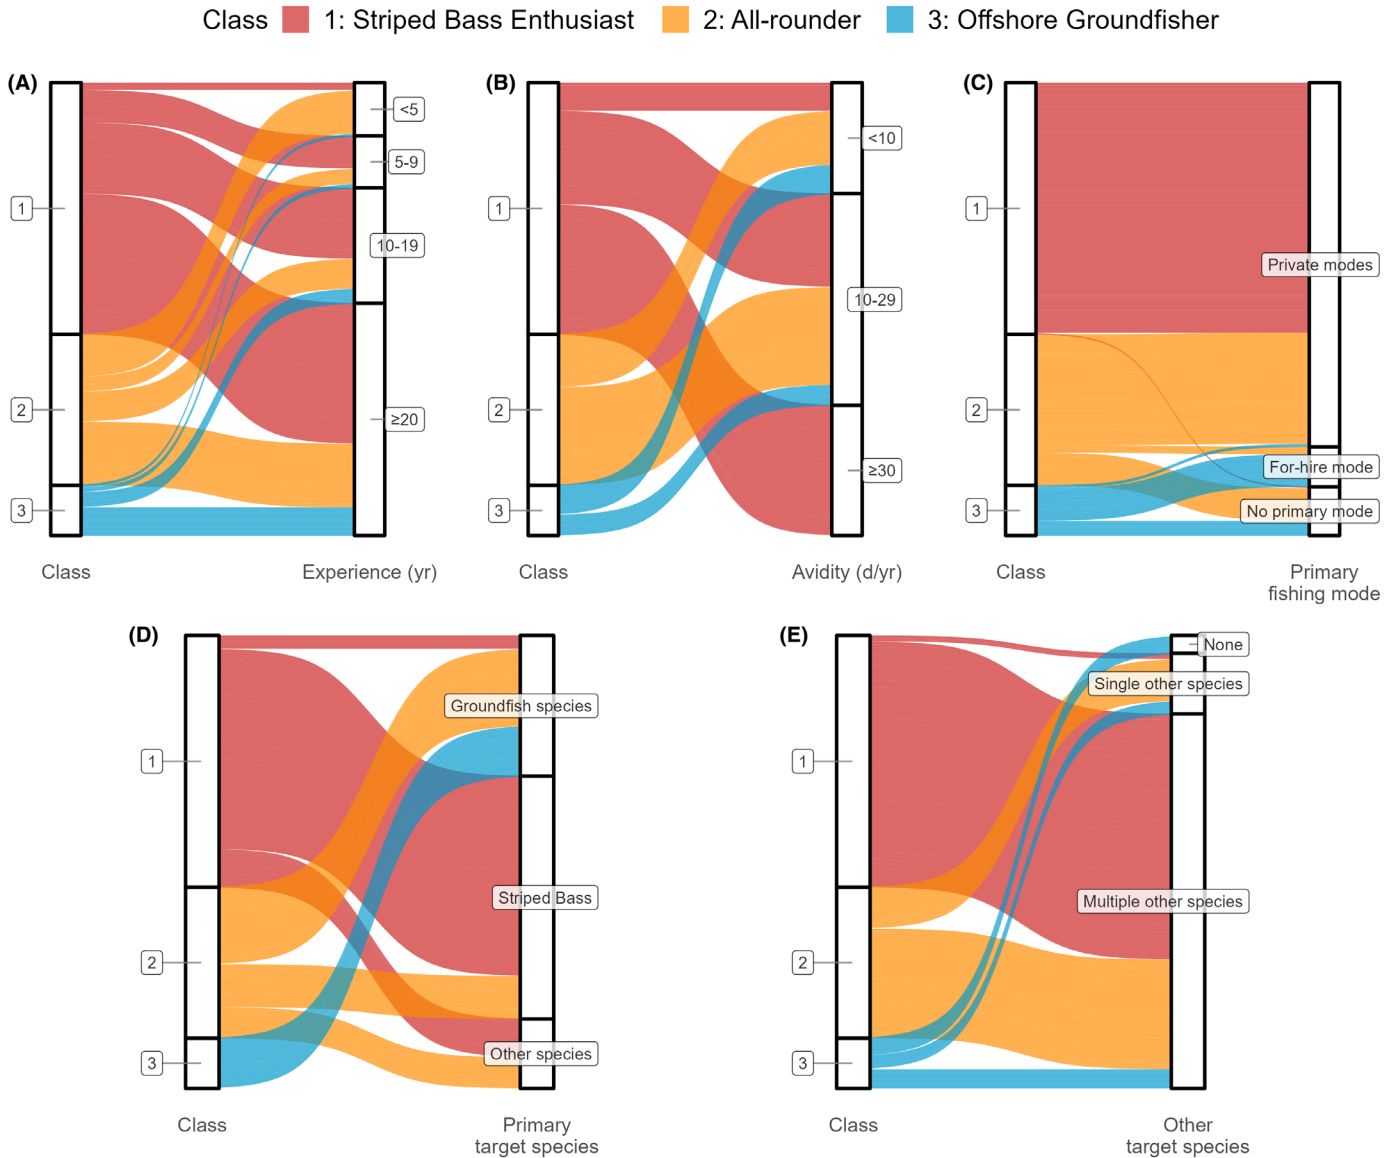 Class 1: Striped Bass Enthusiast 2: All-rounder 3: Offshore Groundfisher
(A)
1
2
3
<5
5-9
10-19
≥20
Class
Experience (yr)
(B)
1
2
3
<10
10-29
≥30
Class
Avidity (d/yr)
(C)
1
2
3
Private modes
For-hire mode
No primary mode
Class
Primary
fishing mode
(D)
1
2
3
Groundfish species
Striped Bass
Other species
Class
Primary
target species
(E)
1
2
3
None
Single other species
Multiple other species
Class
Other
target species